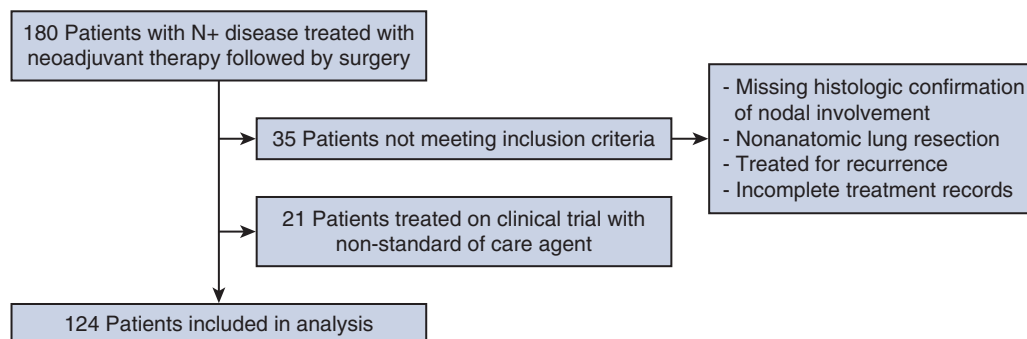 180 Patients with N+ disease treated with
neoadjuvant therapy followed by surgery
35 Patients not meeting inclusion criteria
- Missing histologic confirmation
of nodal involvement
- Nonanatomic lung resection
- Treated for recurrence
- Incomplete treatment records
21 Patients treated on clinical trial with
non-standard of care agent
124 Patients included in analysis